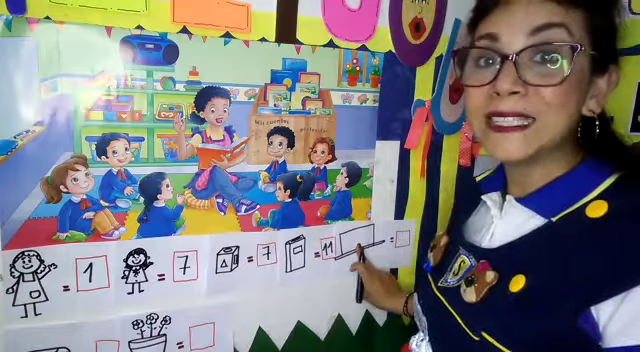 Mis cuentos
= 1 = 7 = 7 = 11 =
=